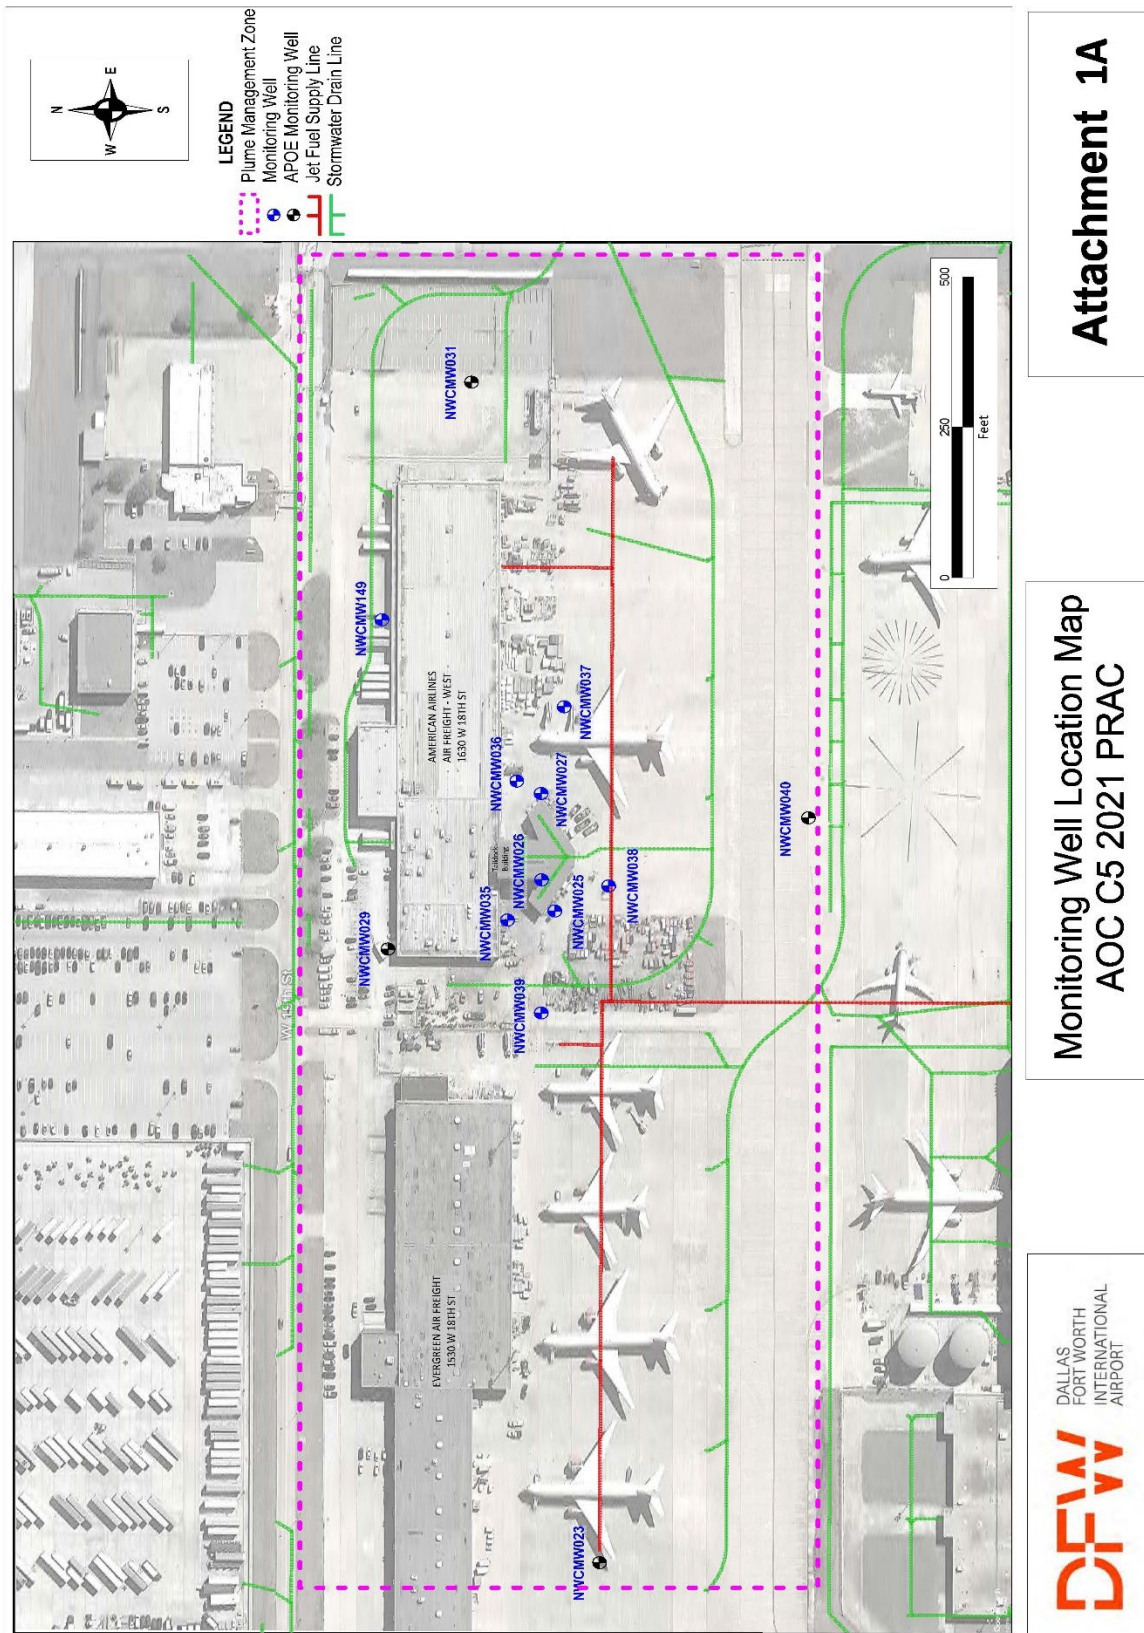 N
W
E
S
LEGEND
Plume Management Zone
Monitoring Well
APOE Monitoring Well
Jet Fuel Supply Line
Stormwater Drain Line
W 19th St
NWCMW031
NWCMW149
AMERICAN AIRLINES
AIR FREIGHT - WEST
1630 W 18TH ST
NWCMW029
NWCMW036
NWCMW037
NWCMW027
Building
NWCMW026
NWCMW035
NWCMW025
NWCMW038
NWCMW039
NWCMW040
EVERGREEN AIR FREIGHT
1530 W 18TH ST
NWCMW023
0
250
500
Feet
DFW
DALLAS
FORT WORTH
INTERNATIONAL
AIRPORT
Monitoring Well Location Map
AOC C5 2021 PRAC
Attachment 1A